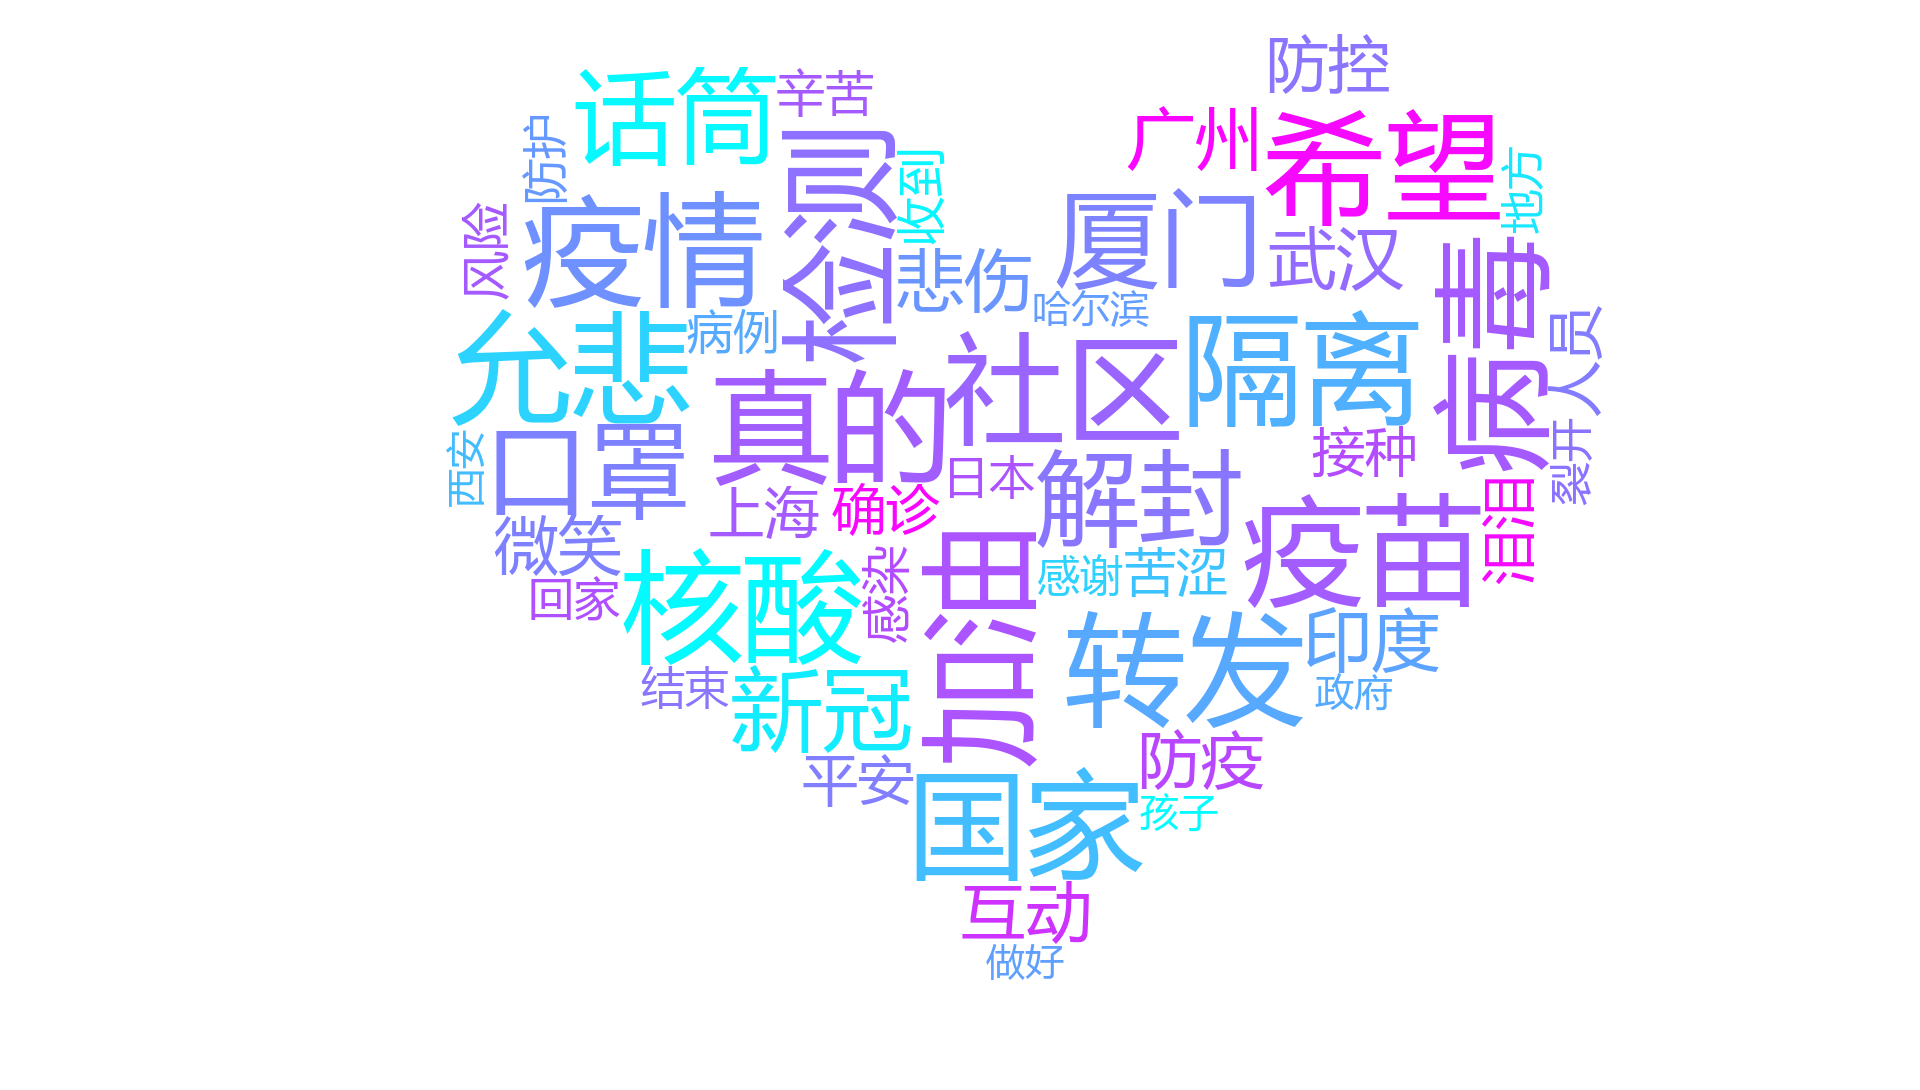 防控
话筒
辛苦
广州
希望
防护
检测
收到
地方
疫情
厦门
风险
武汉
病毒
悲伤
哈尔滨
允悲
病例
隔离
人员
社区
真的
口罩
西安
接种
裂开
日本
解封
上海
确诊
泪泪
疫苗
微笑
加油
感谢
苦涩
回家
核酸
感染
转发
印度
结束
新冠
政府
防疫
平安
国家
孩子
互动
做好